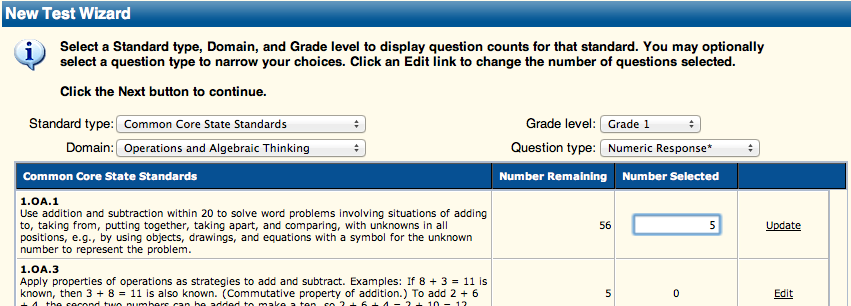 New Test Wizard
Select a Standard type, Domain, and Grade level to display question counts for that standard. You may optionally
select a question type to narrow your choices. Click an Edit link to change the number of questions selected.
Click the Next button to continue.
Standard type: Common Core State Standards Grade level: Grade 1
Domain: Operations and Algebraic Thinking Question type: Numeric Response*
Common Core State Standards Number Remaining Number Selected
1.OA.1
Use addition and subtraction within 20 to solve word problems involving situations of adding
to, taking from, putting together, taking apart, and comparing, with unknowns in all
positions, e.g., by using objects, drawings, and equations with a symbol for the unknown
number to represent the problem.
56 5 Update
1.OA.3
Apply properties of operations as strategies to add and subtract. Examples: If 8 + 3 = 11 is
known, then 3 + 8 = 11 is also known. (Commutative property of addition.) To add 2 + 6
5 0 Edit
+ 4, the second two numbers can be added to make a ten, so 2 + 6 + 4 = 2 + 10 = 12.